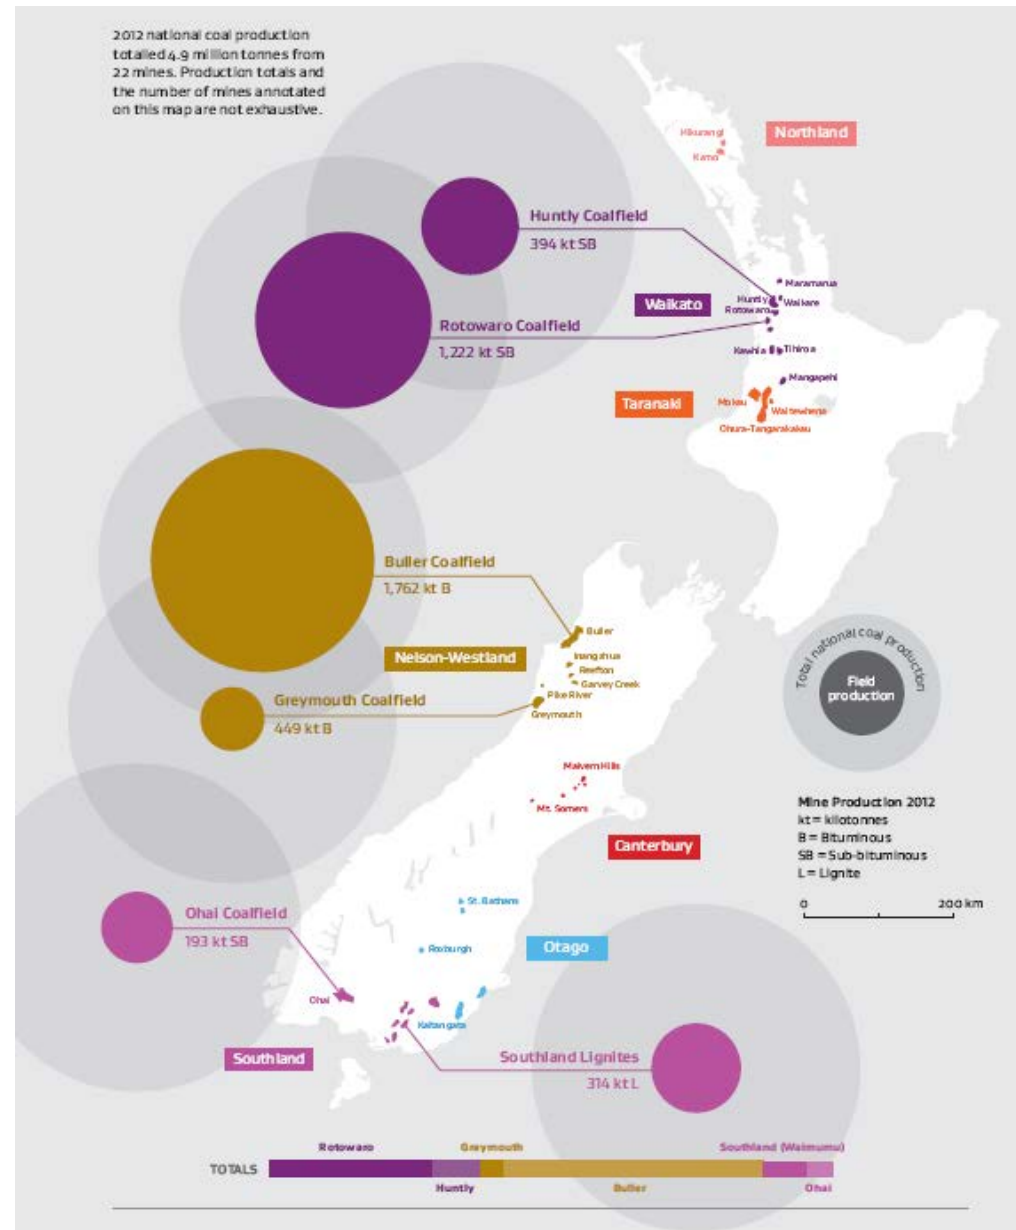 2012 national coal production
totalled 4.9 million tonnes from
22 mines. Production totals and
the number of mines annotated
on this map are not exhaustive.
Hikurangi
Kamo
Northland
Huntly Coalfield
394 kt SB
Maramarua
Waikato
Huntly
Waikare
Rotowaro
Rotowaro Coalfield
1,222 kt SB
Kawhia
Tihiroa
Mangapehi
Taranaki
Mokau
Waitewhena
Ohura-Tangarakakau
Buller Coalfield
1,762 kt B
Buller
Inangahua
Reefton
Garvey Creek
Pike River
Greymouth
Nelson-Westland
Greymouth Coalfield
449 kt B
Total national coal production
Field
production
Malvern Hills
Mt. Somers
Canterbury
Mine Production 2012
kt = kilotonnes
B = Bituminous
SB = Sub-bituminous
L = Lignite
0 200 km
St. Bathans
Roxburgh
Otago
Ohai Coalfield
193 kt SB
Ohai
Kaitangata
Southland
Southland Lignites
314 kt L
Rotowaro Greymouth Southland (Waimumu)
TOTALS
Huntly Buller Ohai